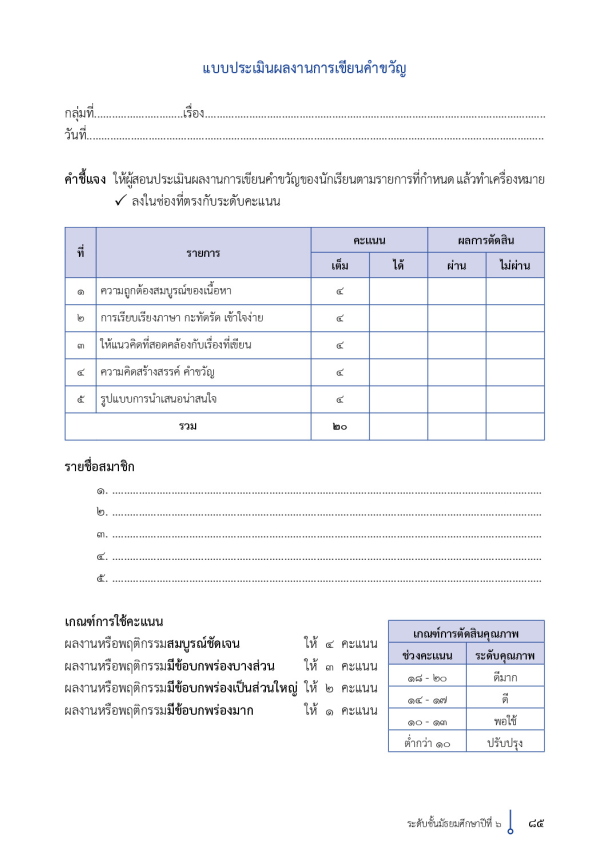 แบบประเมินผลงานการเขียนคำขวัญ
กลุ่มที่..............................เรื่อง....................................................................................................................
วันที่..........................................................................................................................................................
คำชี้แจง ให้ผู้สอนประเมินผลงานการเขียนคำขวัญของนักเรียนตามรายการที่กำหนด แล้วทำเครื่องหมาย
✓ ลงในช่องที่ตรงกับระดับคะแนน
ที่ รายการ คะแนน ผลการตัดสิน
เต็ม ได้ ผ่าน ไม่ผ่าน
๑ ความถูกต้องสมบูรณ์ของเนื้อหา ๔
๒ การเรียบเรียงภาษา กะทัดรัด เข้าใจง่าย ๔
๓ ให้แนวคิดที่สอดคล้องกับเรื่องที่เขียน ๔
๔ ความคิดสร้างสรรค์ คำขวัญ ๔
๕ รูปแบบการนำเสนอน่าสนใจ ๔
รวม ๒๐
รายชื่อสมาชิก
๑. ..................................................................................................................................................
๒. ..................................................................................................................................................
๓. ..................................................................................................................................................
๔. ..................................................................................................................................................
๕. ..................................................................................................................................................
เกณฑ์การใช้คะแนน
ผลงานหรือพฤติกรรมสมบูรณ์ชัดเจน ให้ ๔ คะแนน
ผลงานหรือพฤติกรรมมีข้อบกพร่องบางส่วน ให้ ๓ คะแนน
ผลงานหรือพฤติกรรมมีข้อบกพร่องเป็นส่วนใหญ่ ให้ ๒ คะแนน
ผลงานหรือพฤติกรรมมีข้อบกพร่องมาก ให้ ๑ คะแนน
เกณฑ์การตัดสินคุณภาพ
ช่วงคะแนน ระดับคุณภาพ
๑๘ - ๒๐ ดีมาก
๑๔ - ๑๗ ดี
๑๐ - ๑๓ พอใช้
ต่ำกว่า ๑๐ ปรับปรุง
ระดับชั้นมัธยมศึกษาปีที่ ๖ ๘๕